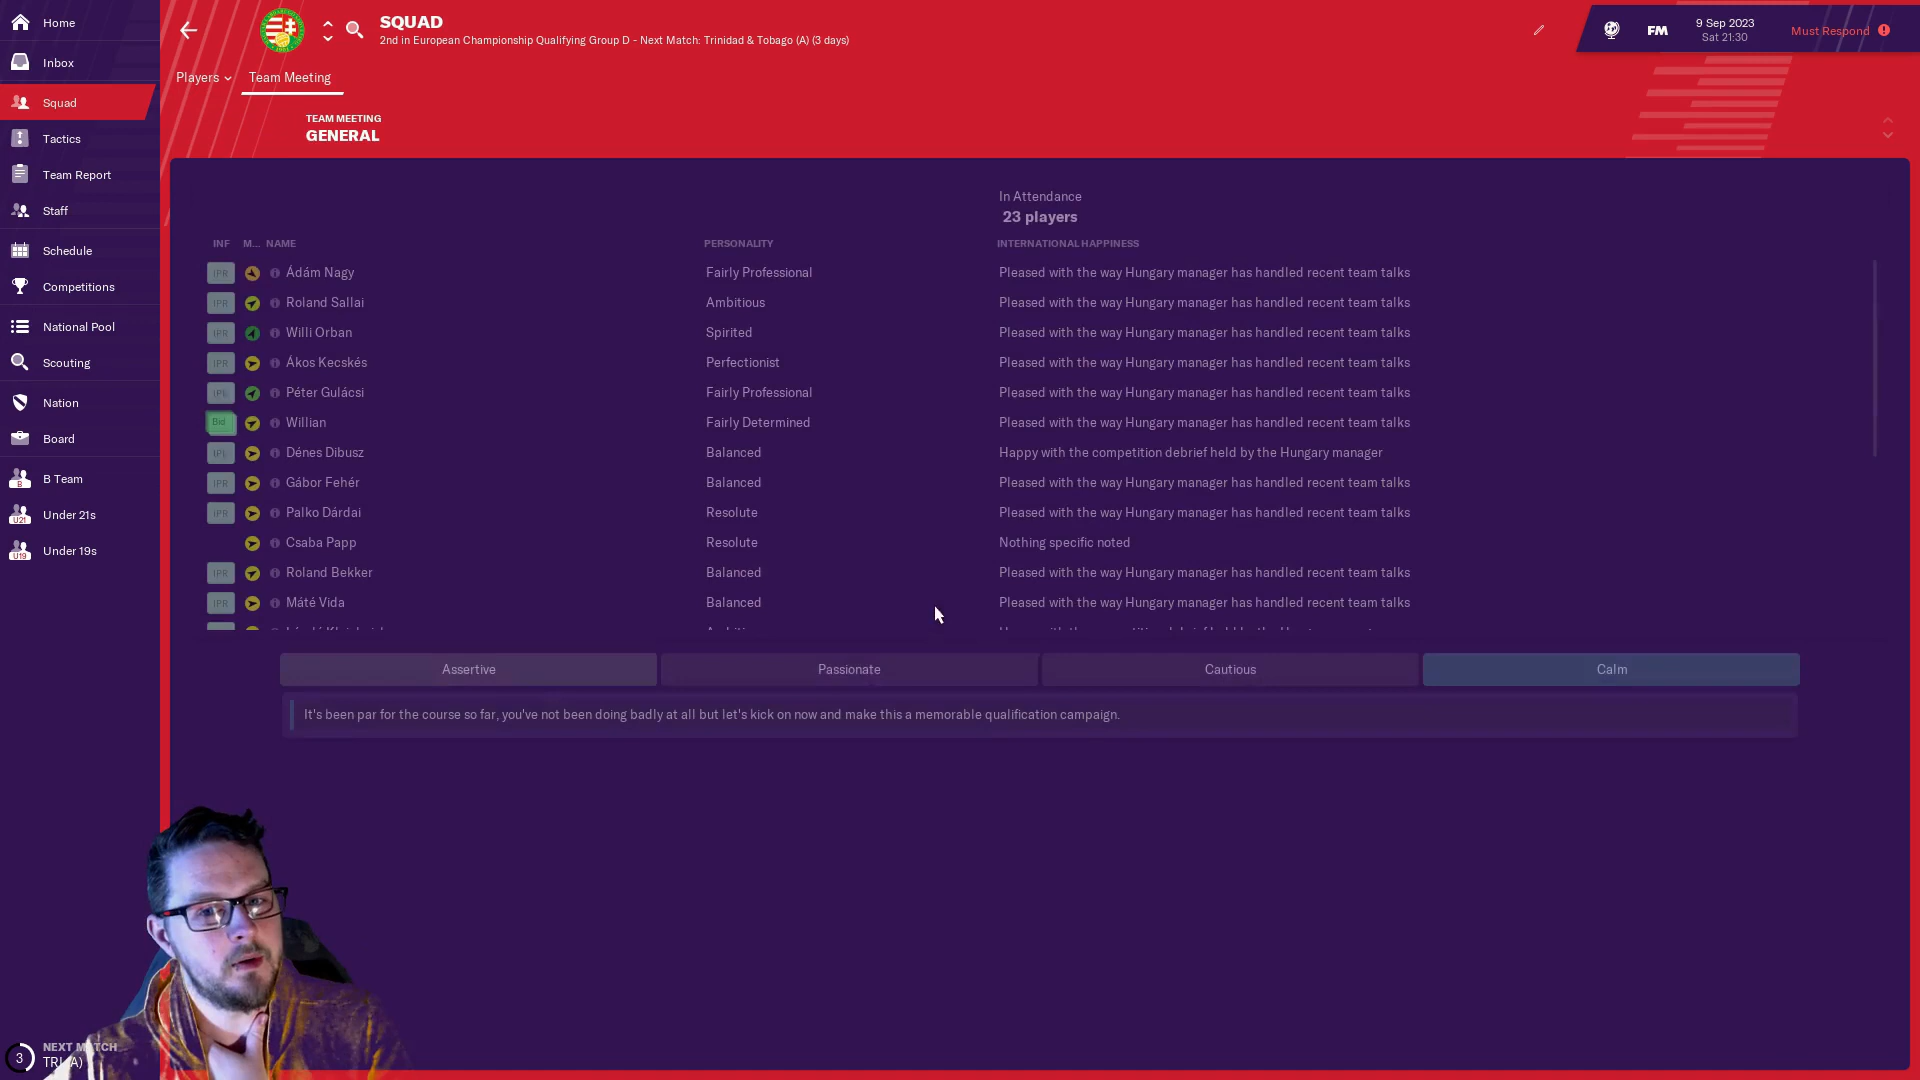 Home
Inbox
Squad
Tactics
Team Report
Staff
Schedule
Competitions
National Pool
Scouting
Nation
Board
B Team
Under 21s
Under 19s
B
U21
U19
SQUAD
2nd in European Championship Qualifying Group D - Next Match: Trinidad & Tobago (A) (3 days)
FM
9 Sep 2023
Sat 21:30
Must Respond
Players
Team Meeting
TEAM MEETING
GENERAL
In Attendance
23 players
INF M... NAME PERSONALITY INTERNATIONAL HAPPINESS
IPR Ádám Nagy Fairly Professional Pleased with the way Hungary manager has handled recent team talks
IPR Roland Sallai Ambitious Pleased with the way Hungary manager has handled recent team talks
IPR Willi Orban Spirited Pleased with the way Hungary manager has handled recent team talks
IPR Ákos Kecskés Perfectionist Pleased with the way Hungary manager has handled recent team talks
Péter Gulácsi Fairly Professional Pleased with the way Hungary manager has handled recent team talks
Bid Willian Fairly Determined Pleased with the way Hungary manager has handled recent team talks
Dénes Dibusz Balanced Happy with the competition debrief held by the Hungary manager
IPR Gábor Fehér Balanced Pleased with the way Hungary manager has handled recent team talks
IPR Palko Dárdai Resolute Pleased with the way Hungary manager has handled recent team talks
Csaba Papp Resolute Nothing specific noted
IPR Roland Bekker Balanced Pleased with the way Hungary manager has handled recent team talks
IPR Máté Vida Balanced Pleased with the way Hungary manager has handled recent team talks
Assertive
Passionate
Cautious
Calm
It's been par for the course so far, you've not been doing badly at all but let's kick on now and make this a memorable qualification campaign.
3
NEXT MATCH
TRI (A)